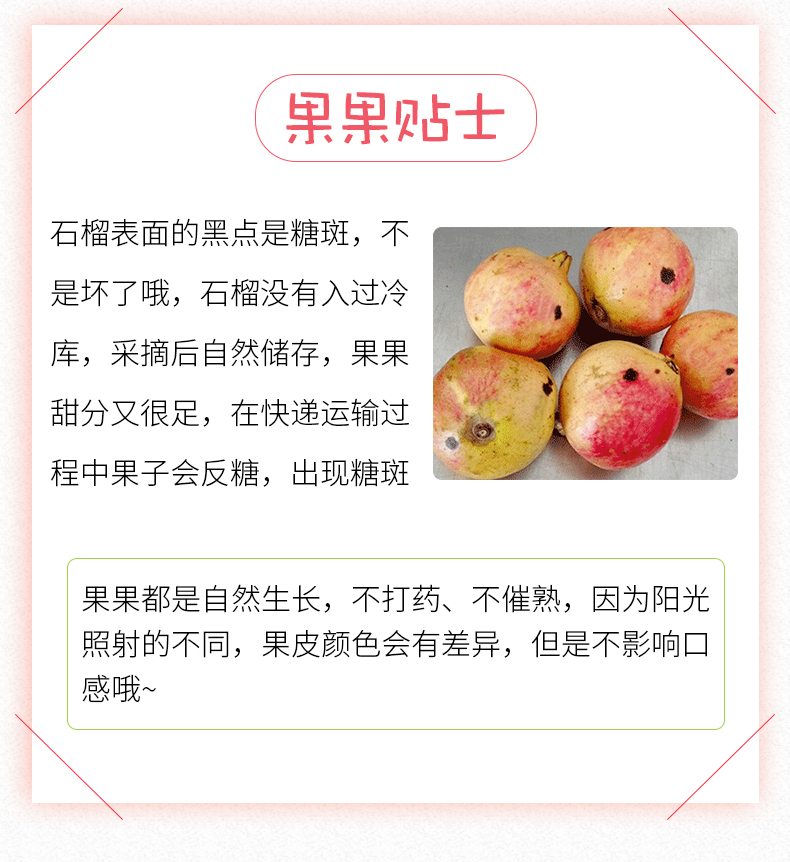 果果贴士
石榴表面的黑点是糖斑，不
是坏了哦，石榴没有入过冷
库，采摘后自然储存，果果
甜分又很足，在快递运输过
程中果子会反糖，出现糖斑
果果都是自然生长，不打药、不催熟，因为阳光
照射的不同，果皮颜色会有差异，但是不影响口
感哦~